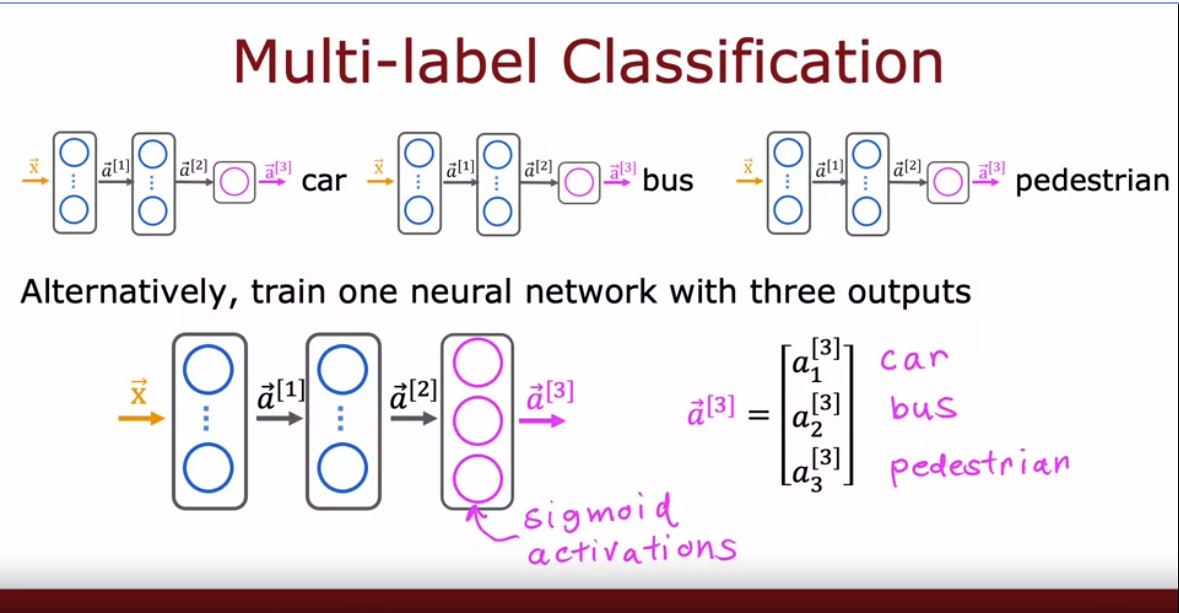 Multi-label Classification
x⃗ a⃗[1] a⃗[2] a⃗[3] car x⃗ a⃗[1] a⃗[2] a⃗[3] bus x⃗ a⃗[1] a⃗[2] a⃗[3] pedestrian
Alternatively, train one neural network with three outputs
x⃗ a⃗[1] a⃗[2] a⃗[3]
a⃗[3] =
a₁[3] car
a₂[3] bus
a₃[3] pedestrian
sigmoid
activations